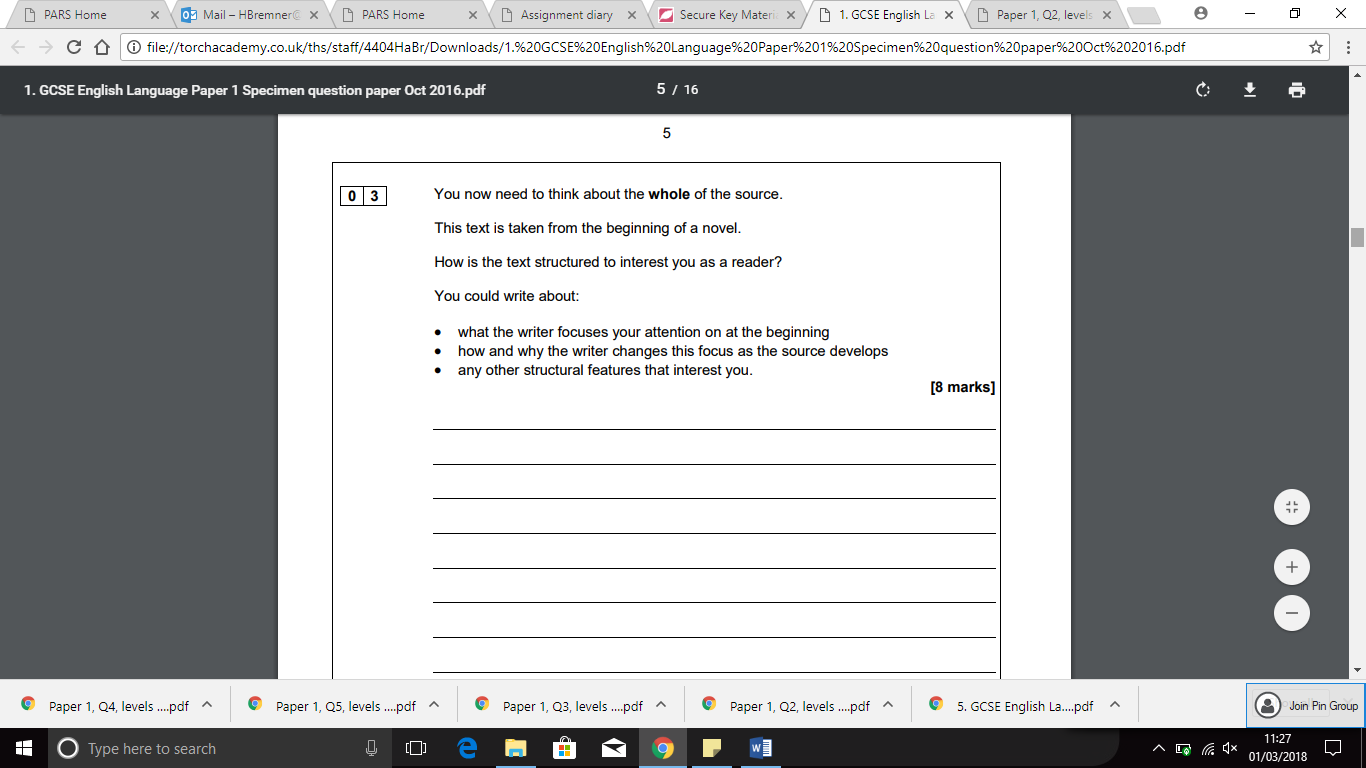 PARS Home
Mail – HBremner@
PARS Home
Assignment diary
Secure Key Materi
1. GCSE English La
Paper 1, Q2, levels
file://torchacademy.co.uk/ths/staff/4404HaBr/Downloads/1.%20GCSE%20English%20Language%20Paper%201%20Specimen%20question%20paper%20Oct%202016.pdf
1. GCSE English Language Paper 1 Specimen question paper Oct 2016.pdf
5 / 16
5
0 3
You now need to think about the whole of the source.
This text is taken from the beginning of a novel.
How is the text structured to interest you as a reader?
You could write about:
• what the writer focuses your attention on at the beginning
• how and why the writer changes this focus as the source develops
• any other structural features that interest you.
[8 marks]
Paper 1, Q4, levels ....pdf
Paper 1, Q5, levels ....pdf
Paper 1, Q3, levels ....pdf
Paper 1, Q2, levels ....pdf
5. GCSE English La....pdf
Join Pin Group
Type here to search
11:27
01/03/2018